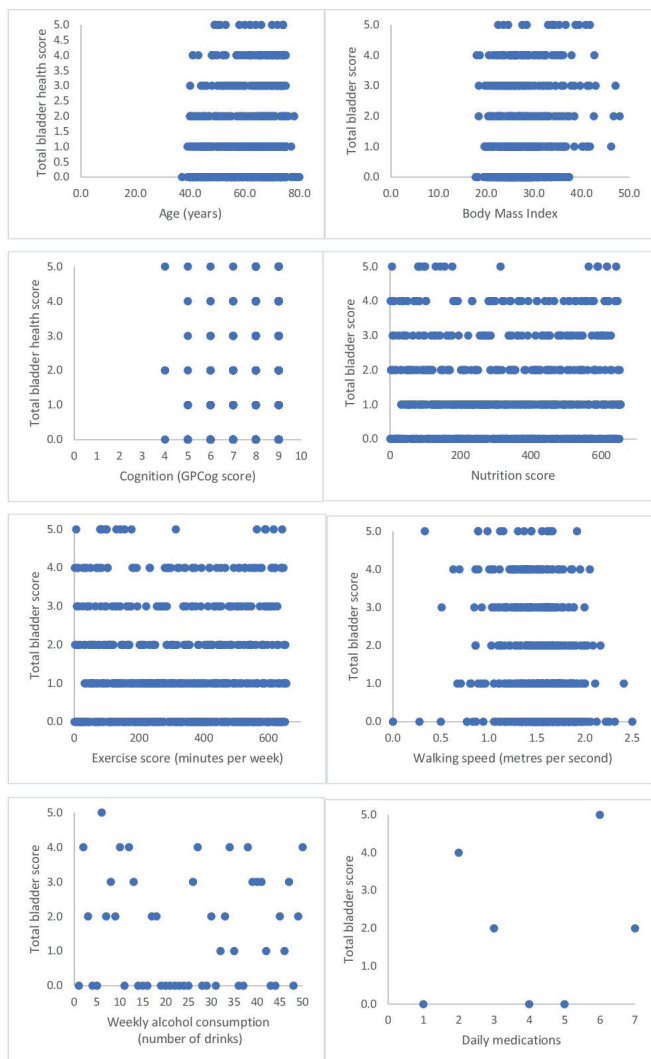 Total bladder health score
5.0
4.5
4.0
3.5
3.0
2.5
2.0
1.5
1.0
0.5
0.0
0.0 20.0 40.0 60.0 80.0
Age (years)
Total bladder score
5.0
4.0
3.0
2.0
1.0
0.0
0.0 10.0 20.0 30.0 40.0 50.0
Body Mass Index
Total bladder health score
5.0
4.0
3.0
2.0
1.0
0.0
0 1 2 3 4 5 6 7 8 9 10
Cognition (GPCog score)
Total bladder score
5.0
4.0
3.0
2.0
1.0
0.0
0 200 400 600
Nutrition score
Total bladder score
5.0
4.0
3.0
2.0
1.0
0.0
0 200 400 600
Exercise score (minutes per week)
Total bladder score
5.0
4.0
3.0
2.0
1.0
0.0
0.0 0.5 1.0 1.5 2.0 2.5
Walking speed (metres per second)
Total bladder score
5.0
4.0
3.0
2.0
1.0
0.0
0 5 10 15 20 25 30 35 40 45 50
Weekly alcohol consumption
(number of drinks)
Total bladder score
5.0
4.0
3.0
2.0
1.0
0.0
0 1 2 3 4 5 6 7
Daily medications